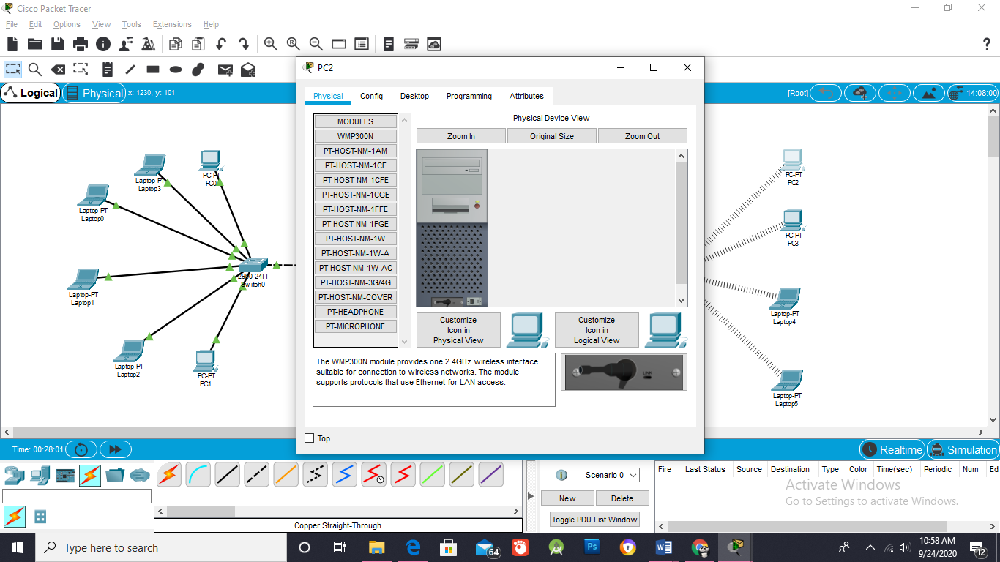 Cisco Packet Tracer
File Edit Options View Tools Extensions Help
?
Logical
Physical
x: 1230, y: 101
[Root]
14:08:00
PC2
Physical Config Desktop Programming Attributes
MODULES
WMP300N
PT-HOST-NM-1AM
PT-HOST-NM-1CE
PT-HOST-NM-1CFE
PT-HOST-NM-1CGE
PT-HOST-NM-1FFE
PT-HOST-NM-1FGE
PT-HOST-NM-1W
PT-HOST-NM-1W-A
PT-HOST-NM-1W-AC
PT-HOST-NM-3G/4G
PT-HOST-NM-COVER
PT-HEADPHONE
PT-MICROPHONE
Physical Device View
Zoom In
Original Size
Zoom Out
Customize
Icon in
Physical View
Customize
Icon in
Logical View
The WMP300N module provides one 2.4GHz wireless interface
suitable for connection to wireless networks. The module
supports protocols that use Ethernet for LAN access.
LINK
Top
Laptop-PT
Laptop3
PC-PT
PC0
Laptop-PT
Laptop0
Laptop-PT
Laptop1
2960-24TT
Switch0
Laptop-PT
Laptop2
PC-PT
PC1
PC-PT
PC2
PC-PT
PC3
Laptop-PT
Laptop4
Laptop-PT
Laptop5
Time: 00:28:01
Realtime
Simulation
Scenario 0
New
Delete
Toggle PDU List Window
Fire Last Status Source Destination Type Color Time(sec) Periodic Num Ed
Activate Windows
Go to Settings to activate Windows.
Copper Straight-Through
Type here to search
64
Ps
10:58 AM
9/24/2020
12